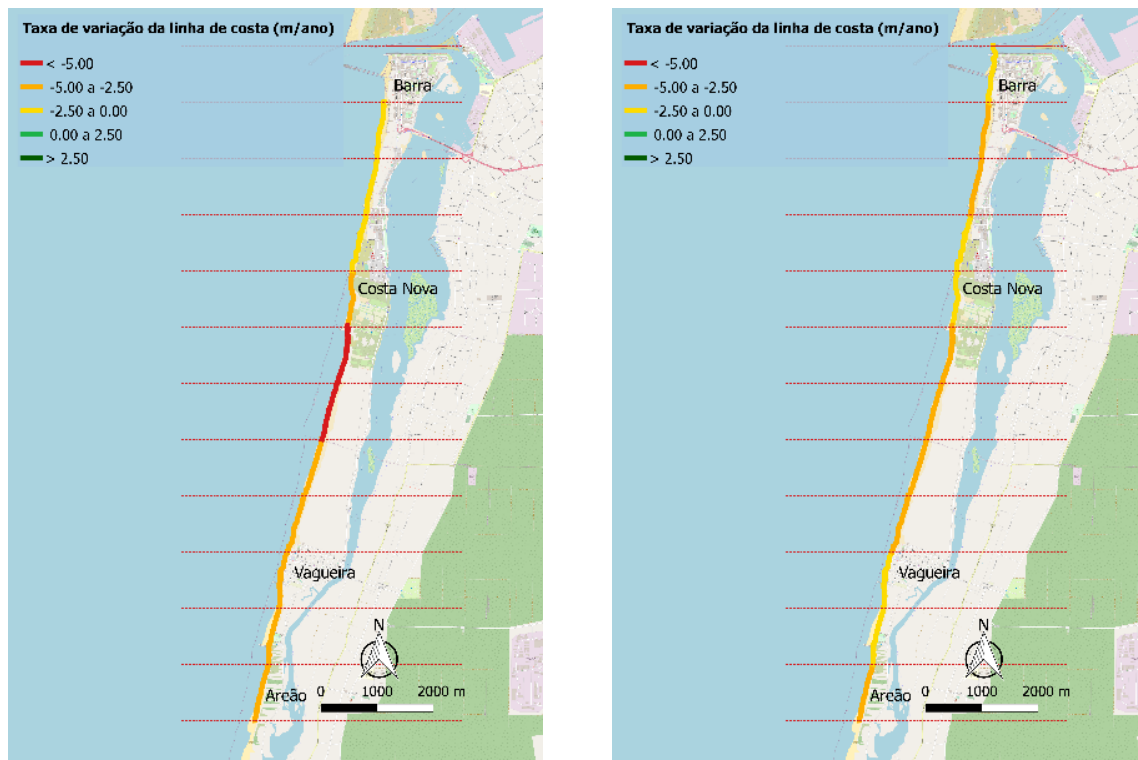 Taxa de variação da linha de costa (m/ano)
< -5.00
-5.00 a -2.50
-2.50 a 0.00
0.00 a 2.50
> 2.50
Barra
Costa Nova
Vagueira
N
Areão
0 1000 2000 m
Taxa de variação da linha de costa (m/ano)
< -5.00
-5.00 a -2.50
-2.50 a 0.00
0.00 a 2.50
> 2.50
Barra
Costa Nova
Vagueira
N
Areão
0 1000 2000 m